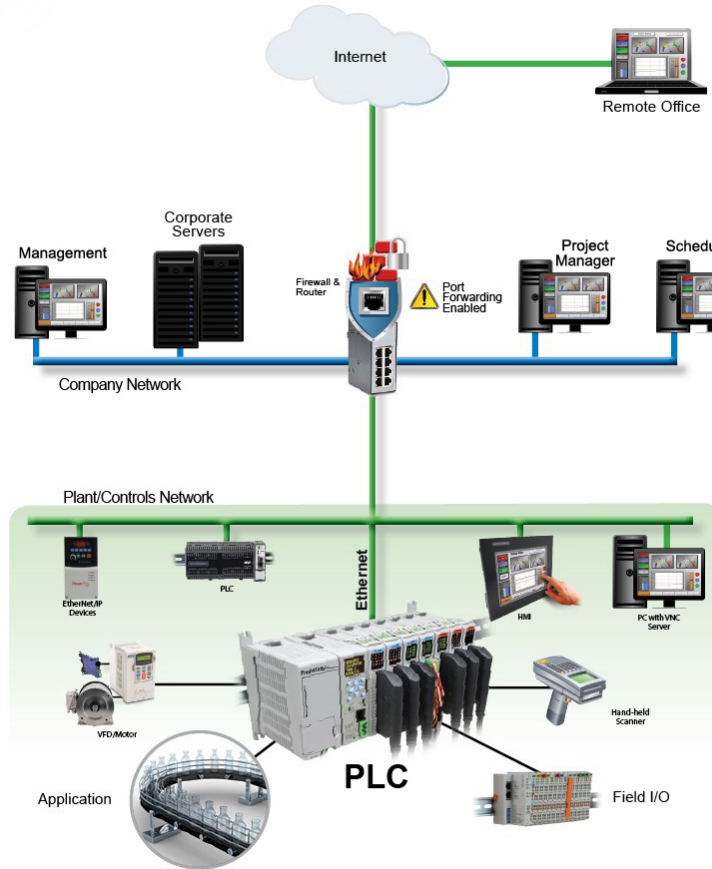 Internet
Remote Office
Corporate
Servers
Management
Firewall &
Router
Port
Forwarding
Enabled
Project
Manager
Schedu
Company Network
Plant/Controls Network
EtherNet/IP
Devices
PLC
Ethernet
HMI
PC with VNC
Server
VFD/Motor
Hand-held
Scanner
PLC
Application
Field I/O